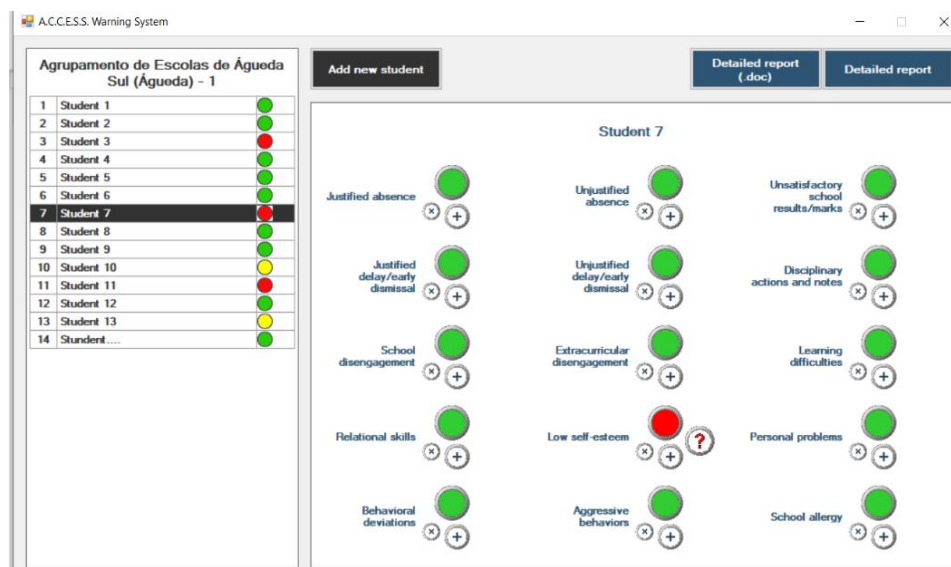 A.C.C.E.S.S. Warning System
Agrupamento de Escolas de Águeda
Sul (Águeda) - 1
1 Student 1
2 Student 2
3 Student 3
4 Student 4
5 Student 5
6 Student 6
7 Student 7
8 Student 8
9 Student 9
10 Student 10
11 Student 11
12 Student 12
13 Student 13
14 Stundent....
Add new student
Detailed report
(.doc)
Detailed report
Student 7
Justified absence
Unjustified
absence
Unsatisfactory
school
results/marks
Justified
delay/early
dismissal
Unjustified
delay/early
dismissal
Disciplinary
actions and notes
School
disengagement
Extracurricular
disengagement
Learning
difficulties
Relational skills
Low self-esteem
?
Personal problems
Behavioral
deviations
Aggressive
behaviors
School allergy